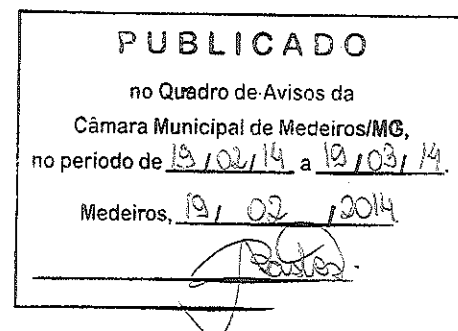 PUBLICADO
no Quadro de Avisos da
Câmara Municipal de Medeiros/MG,
no periodo de 19/02/14 a 19/03/14.
Medeiros, 19/ 02 /2014